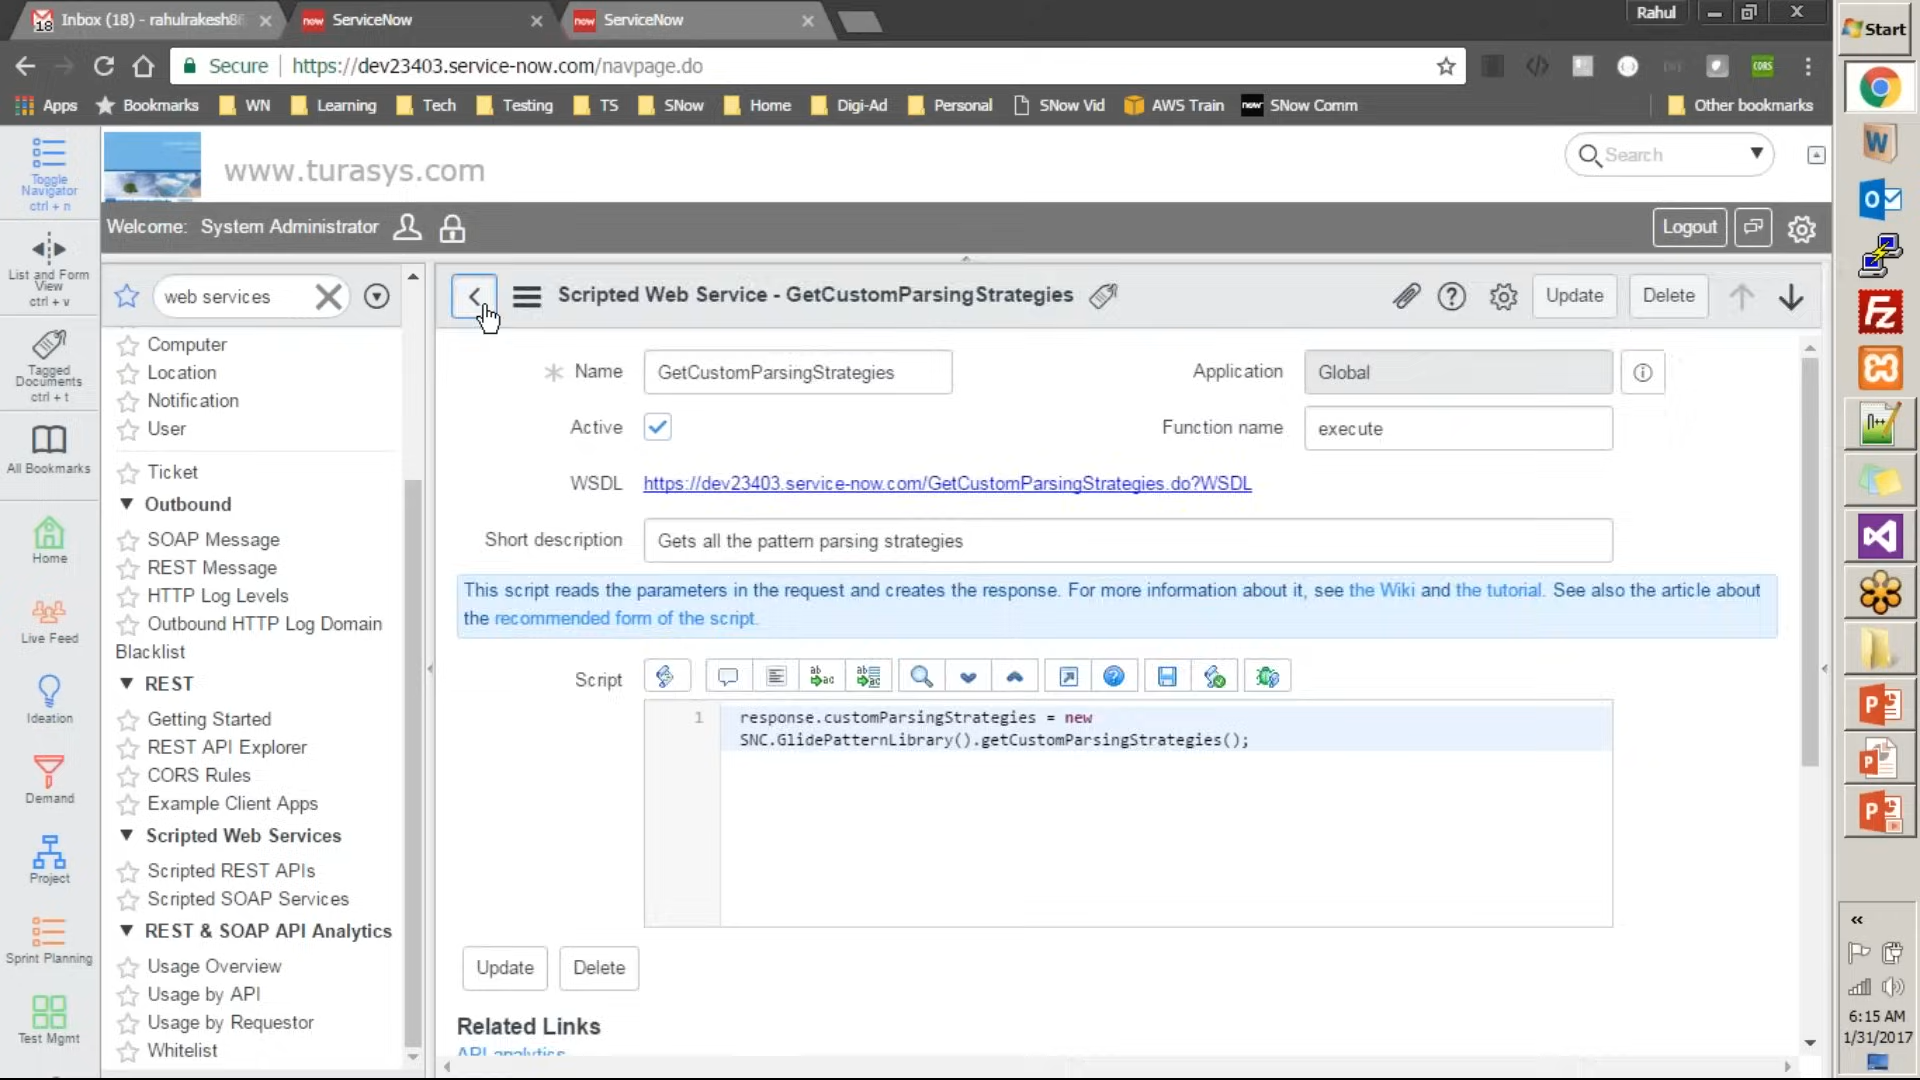 Inbox (18) - rahulrakesh86
ServiceNow
ServiceNow
Rahul
Start
Secure
https://dev23403.service-now.com/navpage.do
Apps
Bookmarks
WN
Learning
Tech
Testing
TS
SNow
Home
Digi-Ad
Personal
SNow Vid
AWS Train
SNow Comm
Other bookmarks
www.turasys.com
Search
Welcome: System Administrator
Logout
Toggle
Navigator
ctrl + n
List and Form
View
ctrl + v
Tagged
Documents
ctrl + t
All Bookmarks
Home
Live Feed
Ideation
Demand
Project
Sprint Planning
Test Mgmt
web services
Computer
Location
Notification
User
Ticket
Outbound
SOAP Message
REST Message
HTTP Log Levels
Outbound HTTP Log Domain
Blacklist
REST
Getting Started
REST API Explorer
CORS Rules
Example Client Apps
Scripted Web Services
Scripted REST APIs
Scripted SOAP Services
REST & SOAP API Analytics
Usage Overview
Usage by API
Usage by Requestor
Whitelist
Scripted Web Service - GetCustomParsingStrategies
Update
Delete
Name
GetCustomParsingStrategies
Application
Global
Active
Function name
execute
WSDL
https://dev23403.service-now.com/GetCustomParsingStrategies.do?WSDL
Short description
Gets all the pattern parsing strategies
This script reads the parameters in the request and creates the response. For more information about it, see the Wiki and the tutorial. See also the article about
the recommended form of the script.
Script
1
response.customParsingStrategies = new
SNC.GlidePatternLibrary().getCustomParsingStrategies();
Update
Delete
Related Links
API analytics
6:15 AM
1/31/2017